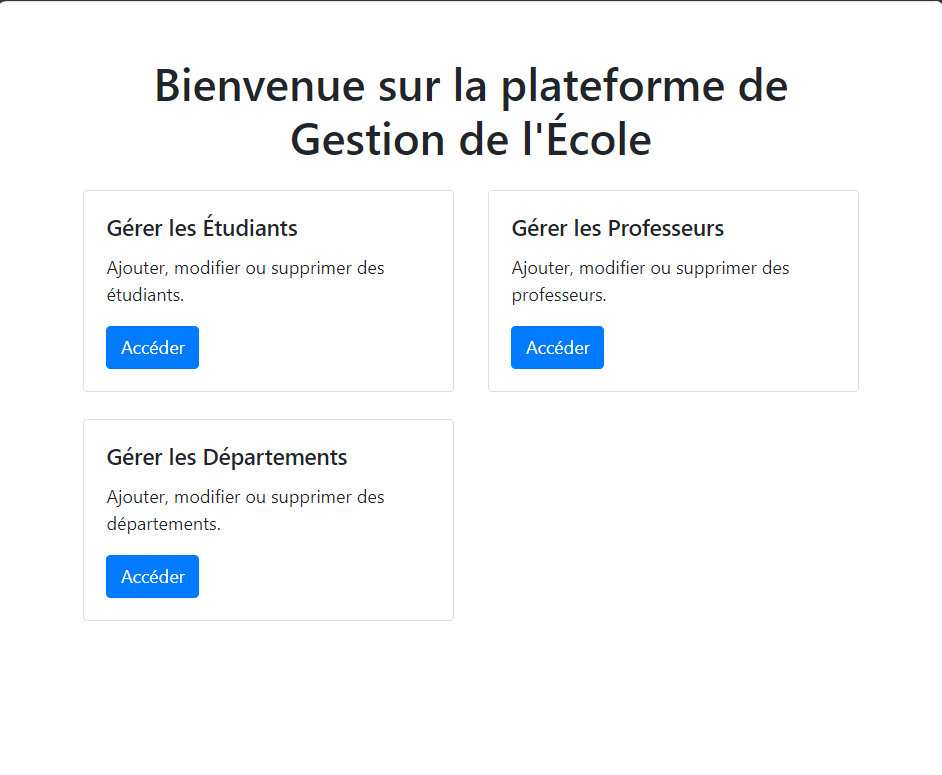 Bienvenue sur la plateforme de
Gestion de l'École
Gérer les Étudiants
Ajouter, modifier ou supprimer des
étudiants.
Accéder
Gérer les Professeurs
Ajouter, modifier ou supprimer des
professeurs.
Accéder
Gérer les Départements
Ajouter, modifier ou supprimer des
départements.
Accéder